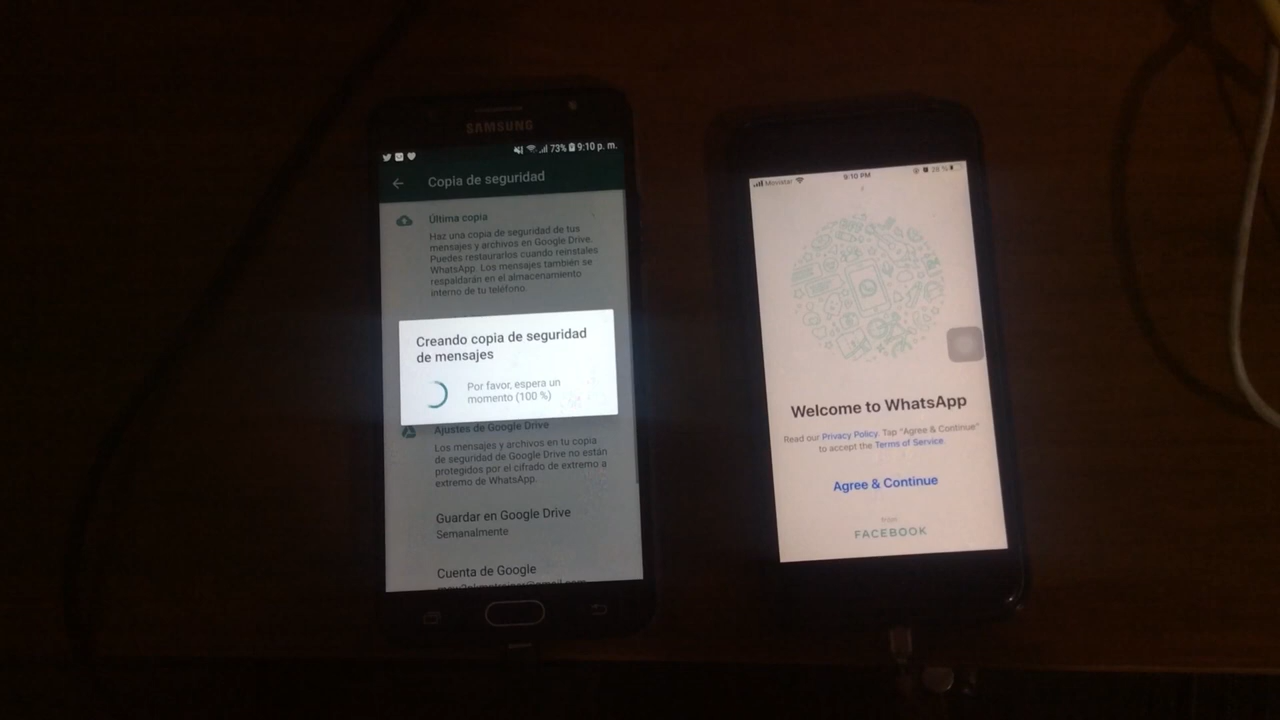 SAMSUNG
73% 9:10 p. m.
Copia de seguridad
Última copia
Haz una copia de seguridad de tus
mensajes y archivos en Google Drive.
Puedes restaurarlos cuando reinstales
WhatsApp. Los mensajes también se
respaldarán en el almacenamiento
interno de tu teléfono.
Creando copia de seguridad
de mensajes
Por favor, espera un
momento (100 %)
Ajustes de Google Drive
Los mensajes y archivos en tu copia
de seguridad de Google Drive no están
protegidos por el cifrado de extremo a
extremo de WhatsApp.
Guardar en Google Drive
Semanalmente
Cuenta de Google
Movistar 9:10 PM 28 %
Welcome to WhatsApp
Read our Privacy Policy. Tap "Agree & Continue"
to accept the Terms of Service.
Agree & Continue
from
FACEBOOK